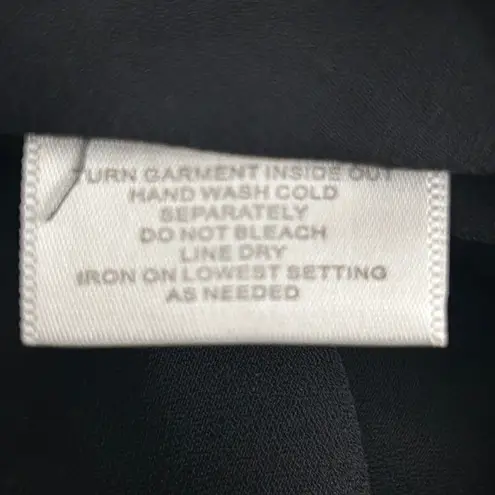 TURN GARMENT INSIDE OUT
HAND WASH COLD
SEPARATELY
DO NOT BLEACH
LINE DRY
IRON ON LOWEST SETTING
AS NEEDED